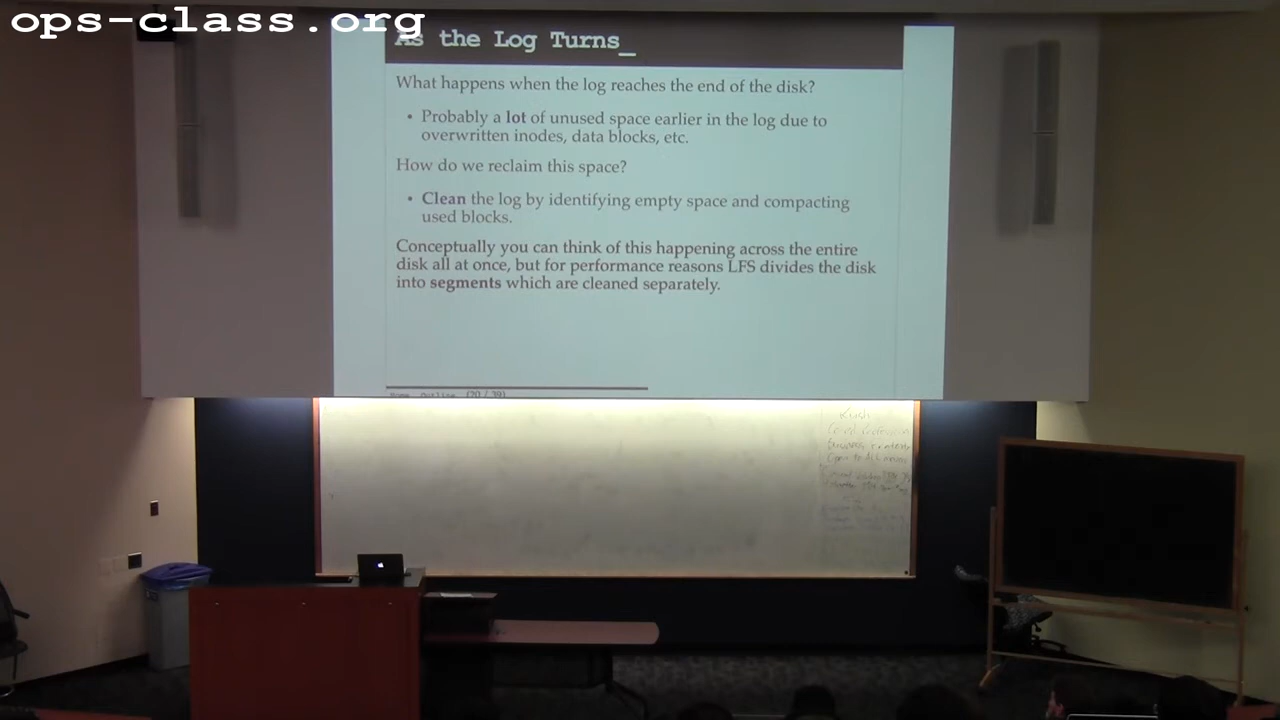 ops-class.org
As the Log Turns_
What happens when the log reaches the end of the disk?
• Probably a lot of unused space earlier in the log due to
overwritten inodes, data blocks, etc.
How do we reclaim this space?
• Clean the log by identifying empty space and compacting
used blocks.
Conceptually you can think of this happening across the entire
disk all at once, but for performance reasons LFS divides the disk
into segments which are cleaned separately.
Home Outline (20 / 39)